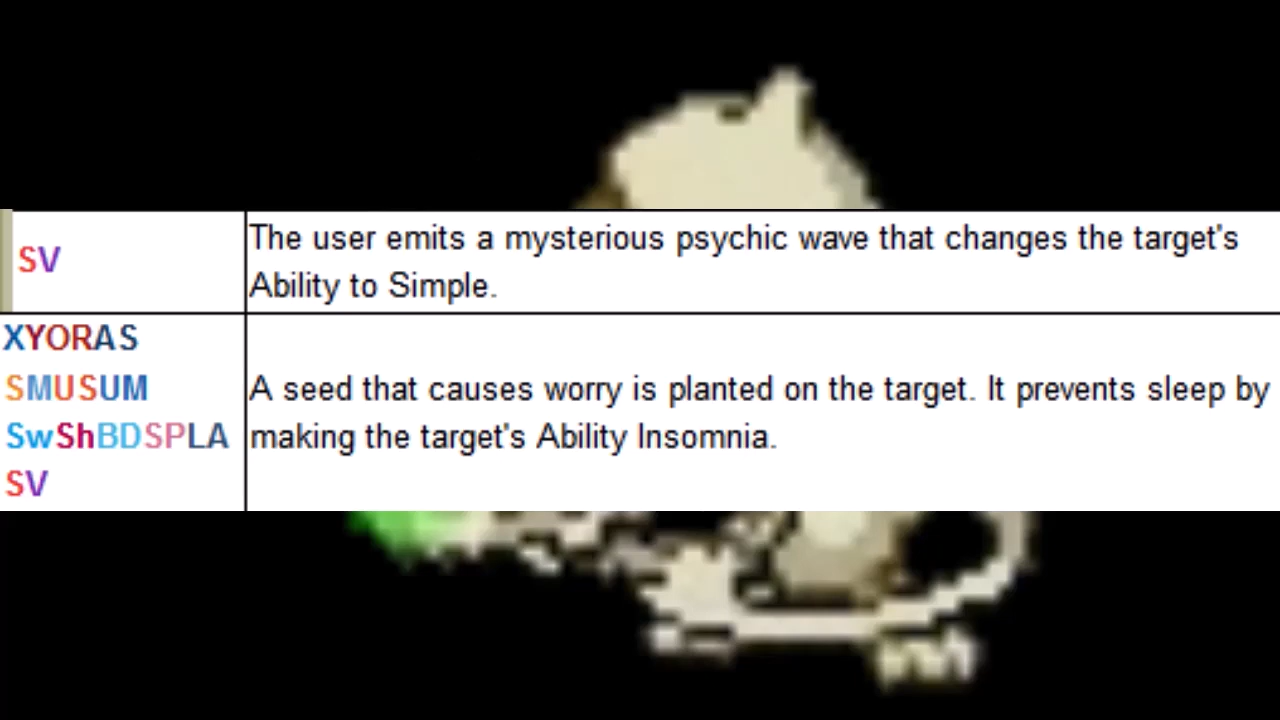 SV
The user emits a mysterious psychic wave that changes the target's
Ability to Simple.
XYORAS
SMUSUM
SwShBDSPLA
SV
A seed that causes worry is planted on the target. It prevents sleep by
making the target's Ability Insomnia.